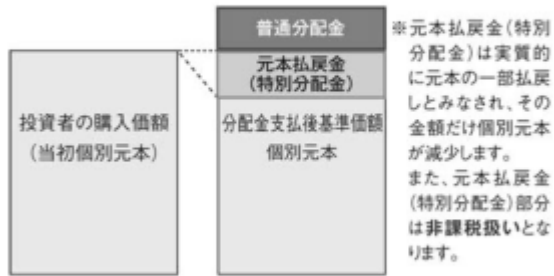 普通分配金
元本払戻金
(特別分配金)
投資者の購入価額
(当初個別元本)
分配金支払後基準価額
個別元本
※元本払戻金(特別
分配金)は実質的
に元本の一部払戻
しとみなされ、その
金額だけ個別元本
が減少します。
また、元本払戻金
(特別分配金)部分
は非課税扱いとな
ります。